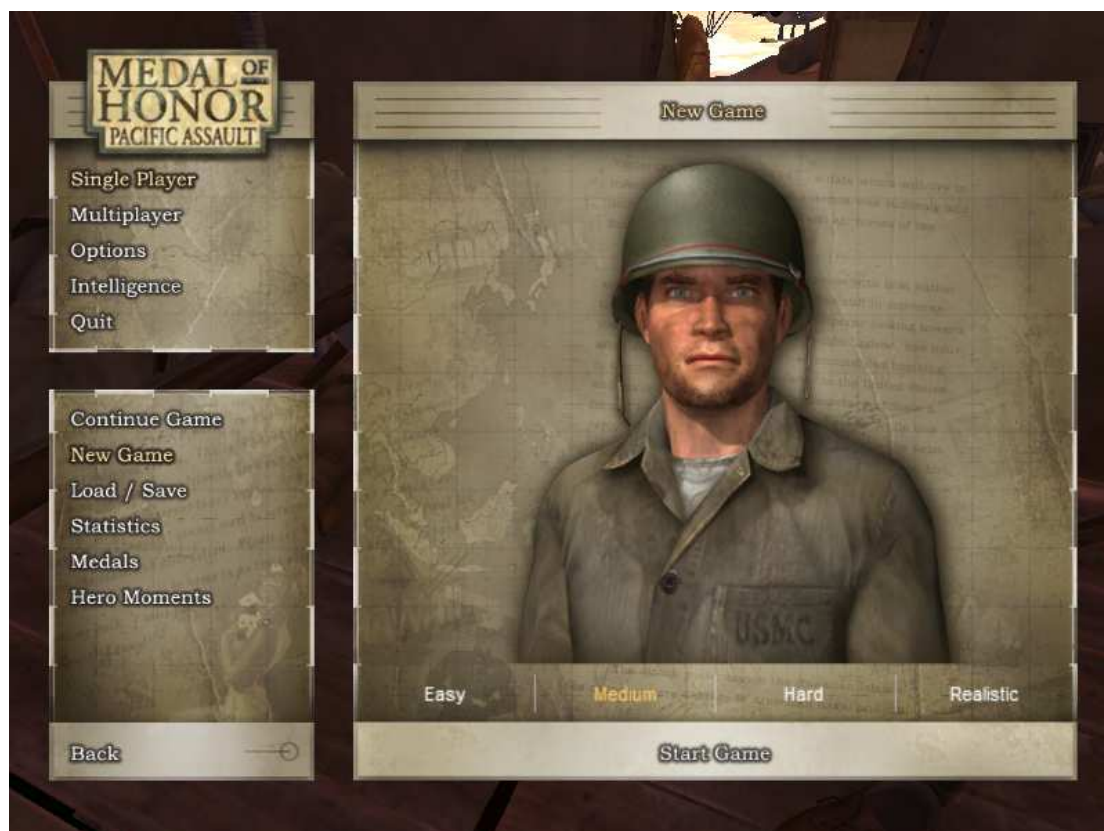 MEDAL OF
HONOR
PACIFIC ASSAULT
Single Player
Multiplayer
Options
Intelligence
Quit
Continue Game
New Game
Load / Save
Statistics
Medals
Hero Moments
Back
New Game
USMC
Easy
Medium
Hard
Realistic
Start Game